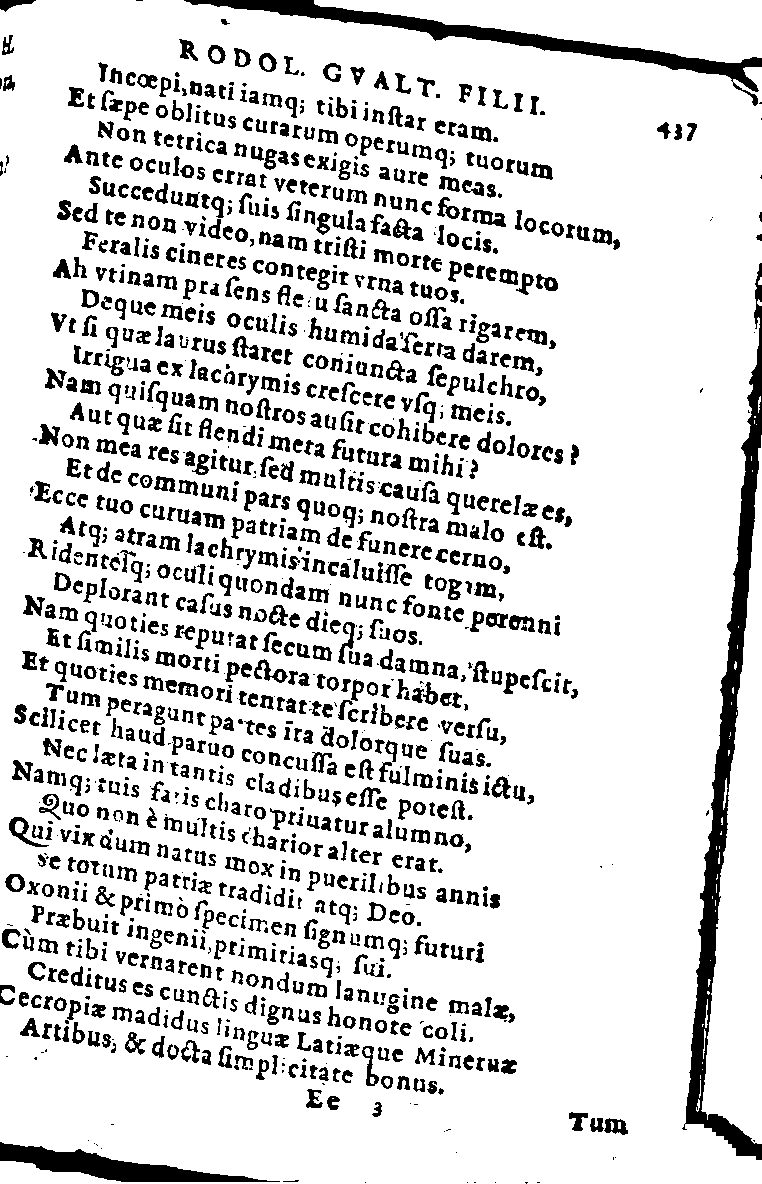 RODOL. GVALT. FILII.
437
Incœpi, nati iamq; tibi inſtar eram.
Et ſæpe oblitus curarum operumq; tuorum
Non tetrica nugas exigis aure meas.
Ante oculos errat veterum nunc forma locorum,
Succeduntq; ſuis ſingula facta locis.
Sed te non video, nam triſti morte perempto
Feralis cineres contegit vrna tuos.
Ah vtinam præſens fletu ſancta oſſa rigarem,
Deque meis oculis humida ſerta darem,
Vt ſi quæ laurus ſtaret coniuncta ſepulchro,
Irrigua ex lachrymis creſcere vſq; meis.
Nam quiſquam noſtros auſit cohibere dolores?
Aut quæ ſit flendi meta futura mihi?
Non mea res agitur, ſed multis cauſa querelæ es,
Et de communi pars quoq; noſtra malo eſt.
Ecce tuo curuam patriam de funere cerno,
Atq; atram lachrymis incaluiſſe togam,
Ridenteſq; oculi quondam nunc fonte perenni
Deplorant caſus nocte dieq; ſuos.
Nam quoties reputat ſecum ſua damna, ſtupeſcit,
Et ſimilis morti pectora torpor habet,
Et quoties memori tentat te ſcribere verſu,
Tum peragunt partes ira dolorque ſuas.
Scilicet haud paruo concuſſa eſt fulminis ictu,
Nec læta in tantis cladibus eſſe poteſt.
Namq; tuis fatis charo priuatur alumno,
Quo non è multis charior alter erat.
Qui vix dum natus mox in puerilibus annis
Se totum patriæ tradidit atq; Deo.
Oxonii & primò ſpecimen ſignumq; futuri
Præbuit ingenii, primitiasq; ſui.
Cùm tibi vernarent nondum lanugine malæ,
Creditus es cunctis dignus honore coli.
Cecropiæ madidus linguæ Latiæque Mineruæ
Artibus, & docta ſimplicitate bonus.
Ee 3
Tum